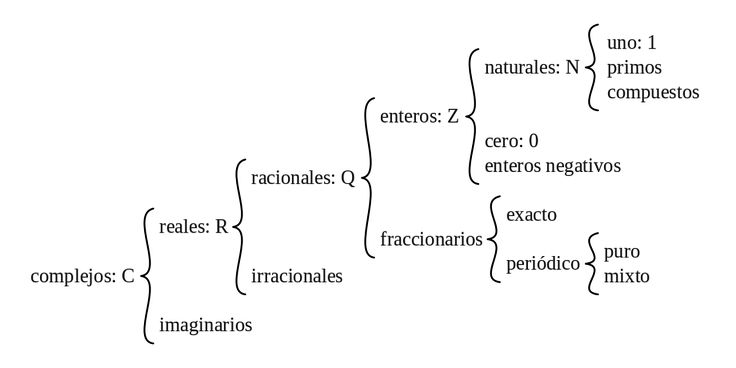 uno: 1
naturales: N
primos
compuestos
enteros: Z
cero: 0
enteros negativos
racionales: Q
reales: R
exacto
fraccionarios
puro
periódico
mixto
complejos: C
irracionales
imaginarios